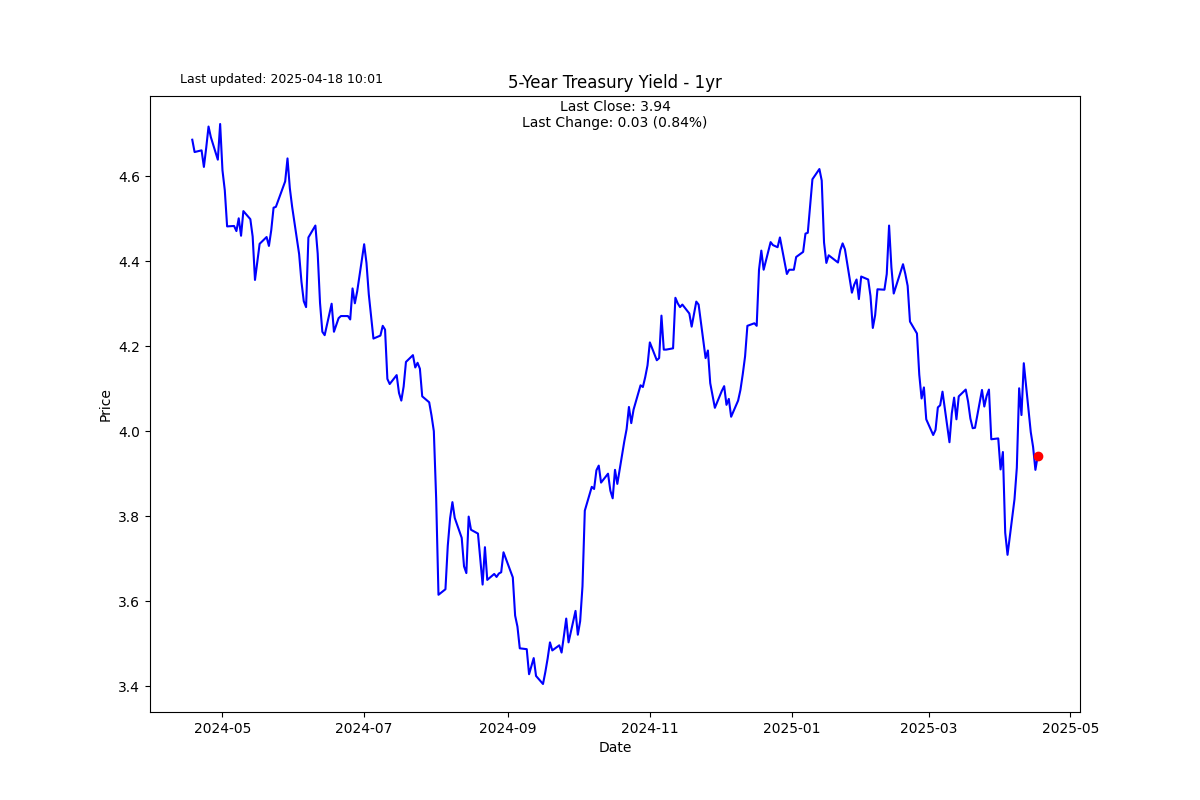 Last updated: 2025-04-18 10:01
5-Year Treasury Yield - 1yr
Last Close: 3.94
Last Change: 0.03 (0.84%)
Price
4.6
4.4
4.2
4.0
3.8
3.6
3.4
2024-05
2024-07
2024-09
2024-11
2025-01
2025-03
2025-05
Date